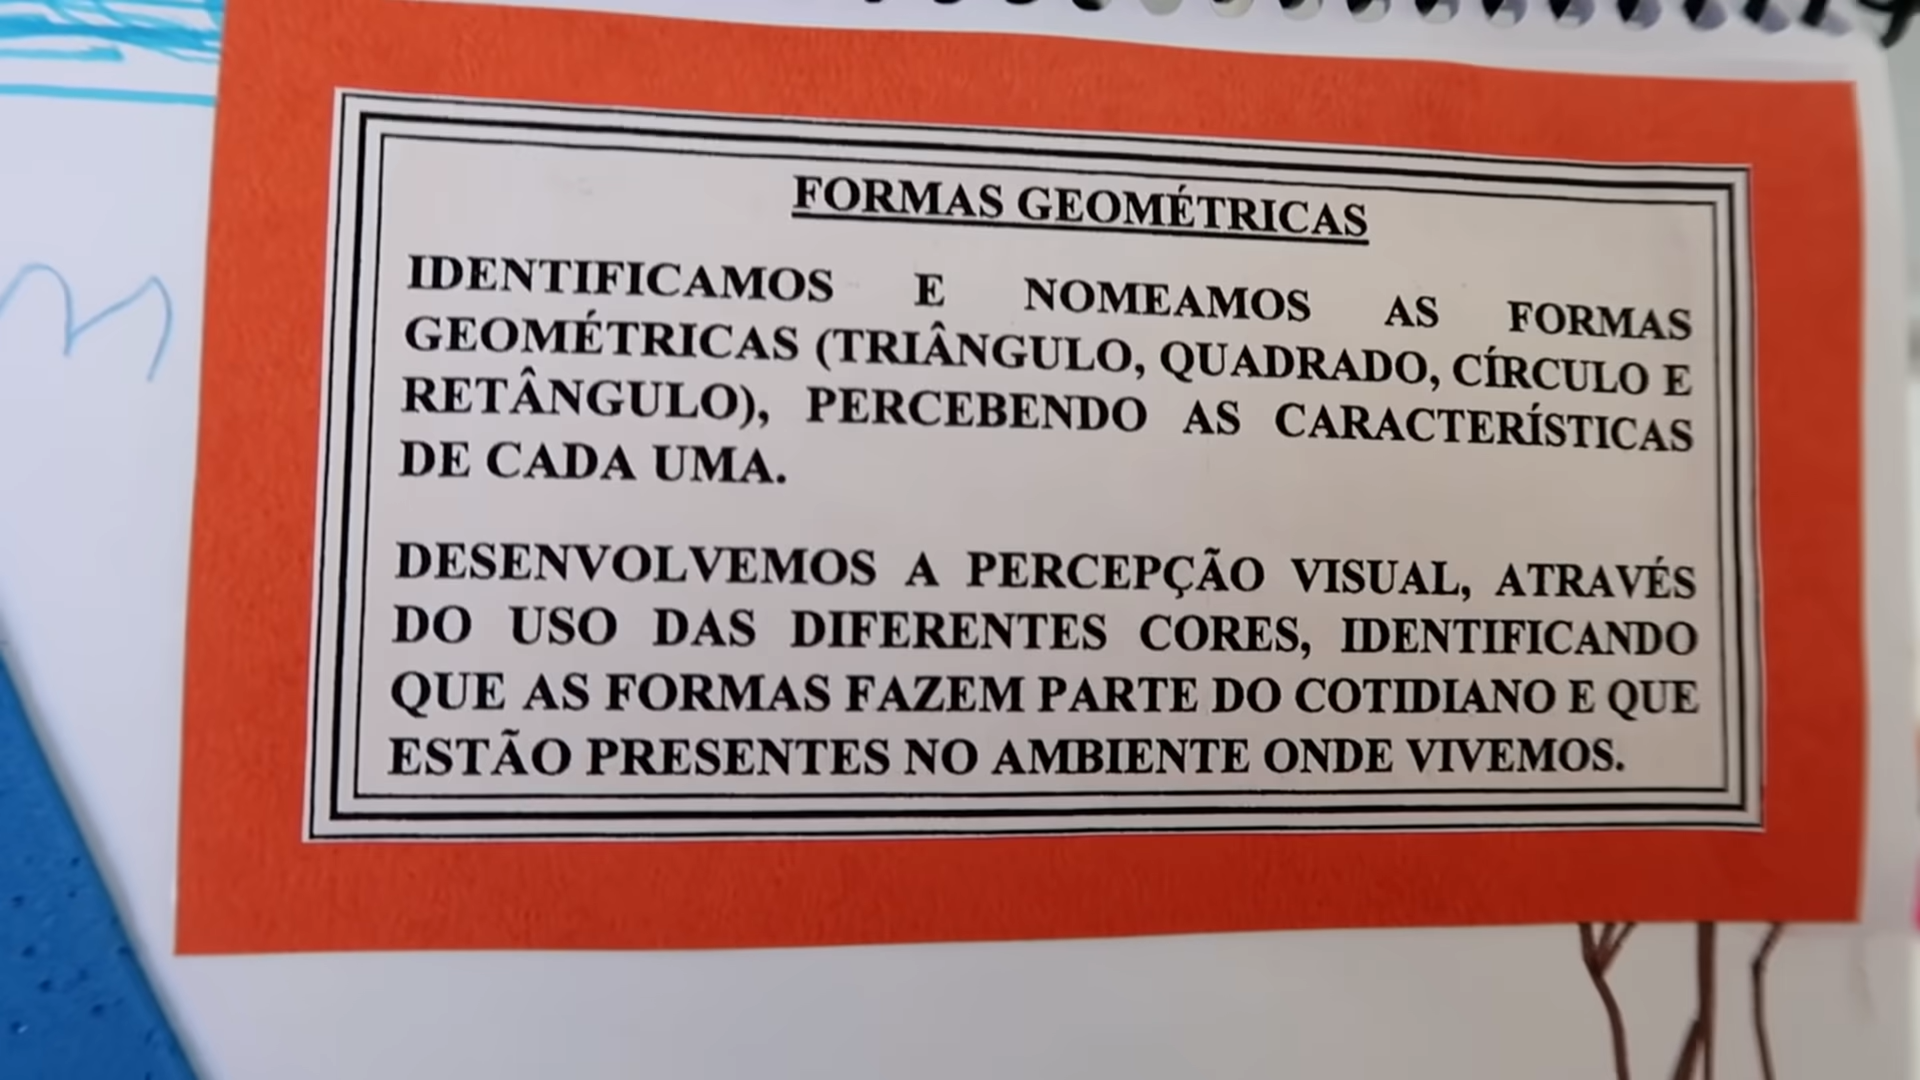 FORMAS GEOMÉTRICAS
IDENTIFICAMOS E NOMEAMOS AS FORMAS
GEOMÉTRICAS (TRIÂNGULO, QUADRADO, CÍRCULO E
RETÂNGULO), PERCEBENDO AS CARACTERÍSTICAS
DE CADA UMA.
DESENVOLVEMOS A PERCEPÇÃO VISUAL, ATRAVÉS
DO USO DAS DIFERENTES CORES, IDENTIFICANDO
QUE AS FORMAS FAZEM PARTE DO COTIDIANO E QUE
ESTÃO PRESENTES NO AMBIENTE ONDE VIVEMOS.